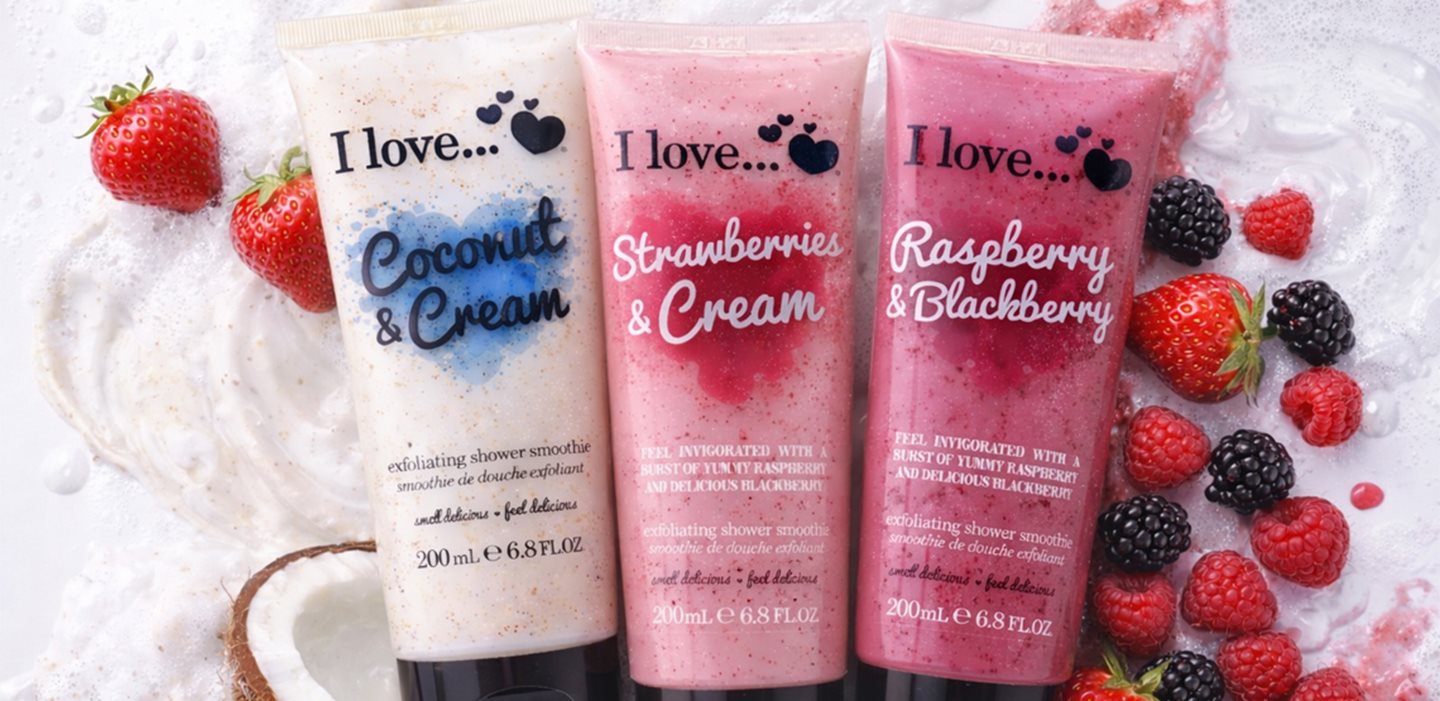 I love...
Coconut
& Cream
exfoliating shower smoothie
smoothie de douche exfoliant
smell delicious feel delicious
200 mL e 6.8 FL.OZ
I love...
Strawberries
& Cream
FEEL INVIGORATED WITH A
BURST OF YUMMY RASPBERRY
AND DELICIOUS BLACKBERRY
exfoliating shower smoothie
smoothie de douche exfoliant
smell delicious feel delicious
200mL e 6.8 FL.OZ
I love...
Raspberry
& Blackberry
FEEL INVIGORATED WITH A
BURST OF YUMMY RASPBERRY
AND DELICIOUS BLACKBERRY
exfoliating shower smoothie
smoothie de douche exfoliant
smell delicious feel delicious
200mL e 6.8 FL.OZ